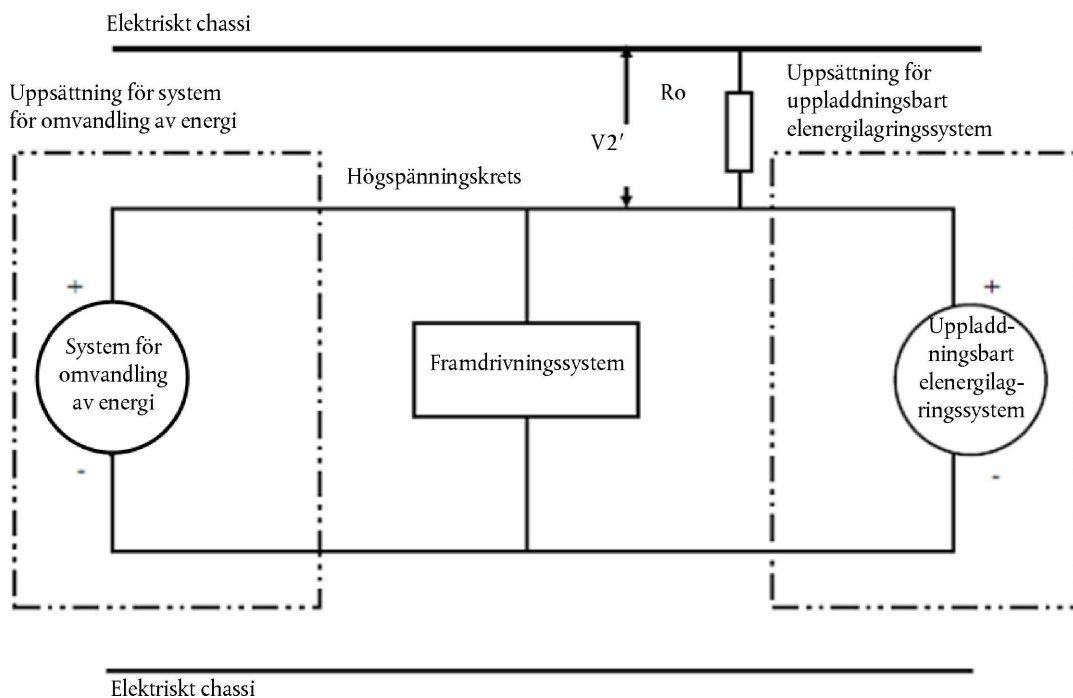 Elektriskt chassi
Uppsättning för system
för omvandling av energi
Ro
Uppsättning för
uppladdningsbart
elenergilagringssystem
V2′
Högspänningskrets
+
+
System för
omvandling
av energi
Framdrivningssystem
Uppladd-
ningsbart
elenergilag-
ringssystem
-
-
Elektriskt chassi